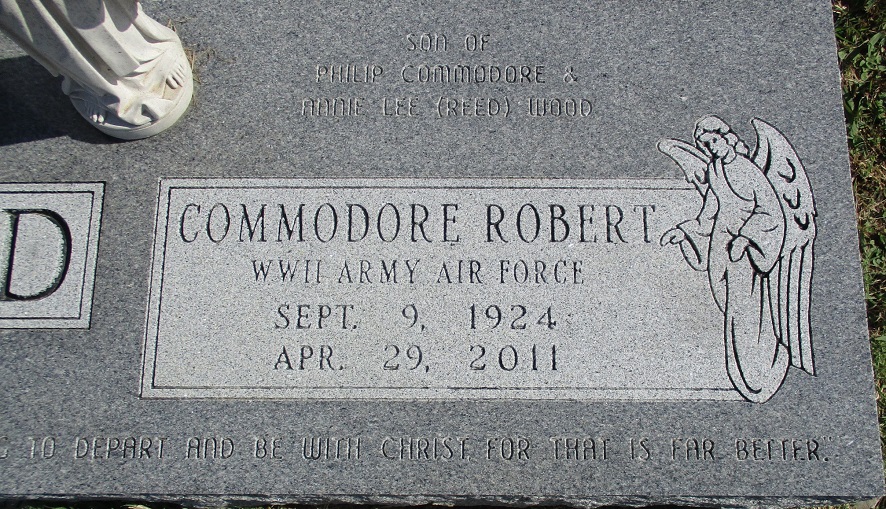 SON OF
PHILIP COMMODORE &
ANNIE LEE (REED) WOOD
D
COMMODORE ROBERT
WWII ARMY AIR FORCE
SEPT. 9, 1924
APR. 29, 2011
TO DEPART AND BE WITH CHRIST, FOR THAT IS FAR BETTER."